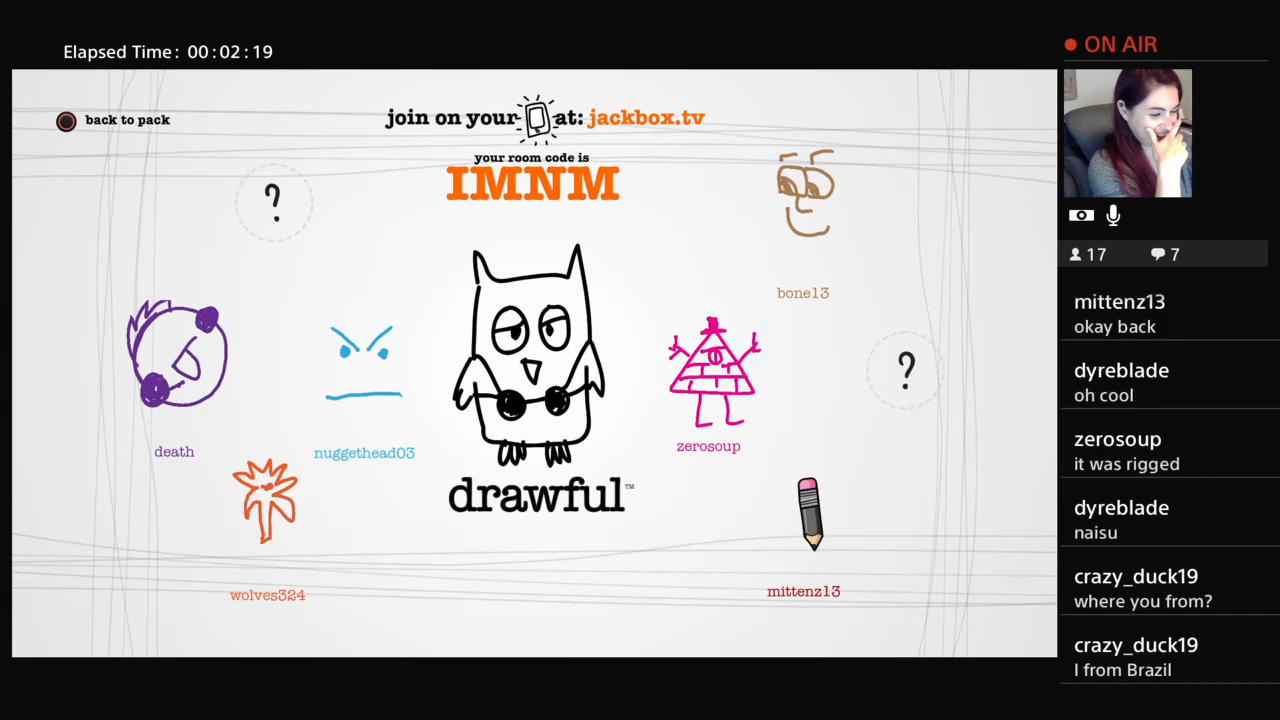 Elapsed Time: 00:02:19
ON AIR
back to pack
join on your at: jackbox.tv
your room code is
IMNM
?
bone13
17
7
mittenz13
okay back
dyreblade
oh cool
?
death
nuggethead03
zerosoup
zerosoup
it was rigged
drawful™
dyreblade
naisu
wolves324
mittenz13
crazy_duck19
where you from?
crazy_duck19
I from Brazil